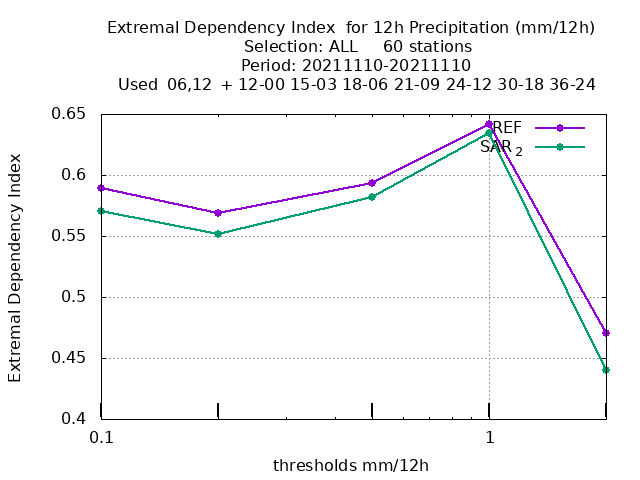 Extremal Dependency Index  for 12h Precipitation (mm/12h)
Selection: ALL     60 stations
Period: 20211110-20211110
Used  06,12  + 12-00 15-03 18-06 21-09 24-12 30-18 36-24
0.65
0.6
0.55
0.5
0.45
0.4
Extremal Dependency Index
REF
SAR2
0.1
1
thresholds mm/12h